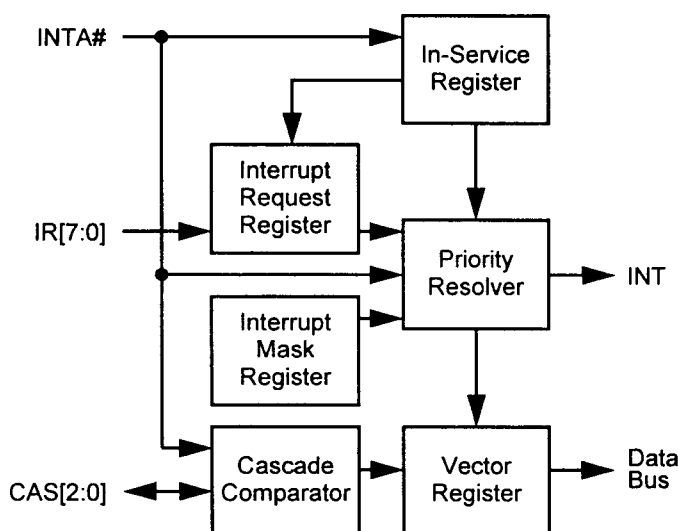 INTA#
In-Service
Register
Interrupt
Request
Register
IR[7:0]
Priority
Resolver
INT
Interrupt
Mask
Register
CAS[2:0]
Cascade
Comparator
Vector
Register
Data
Bus